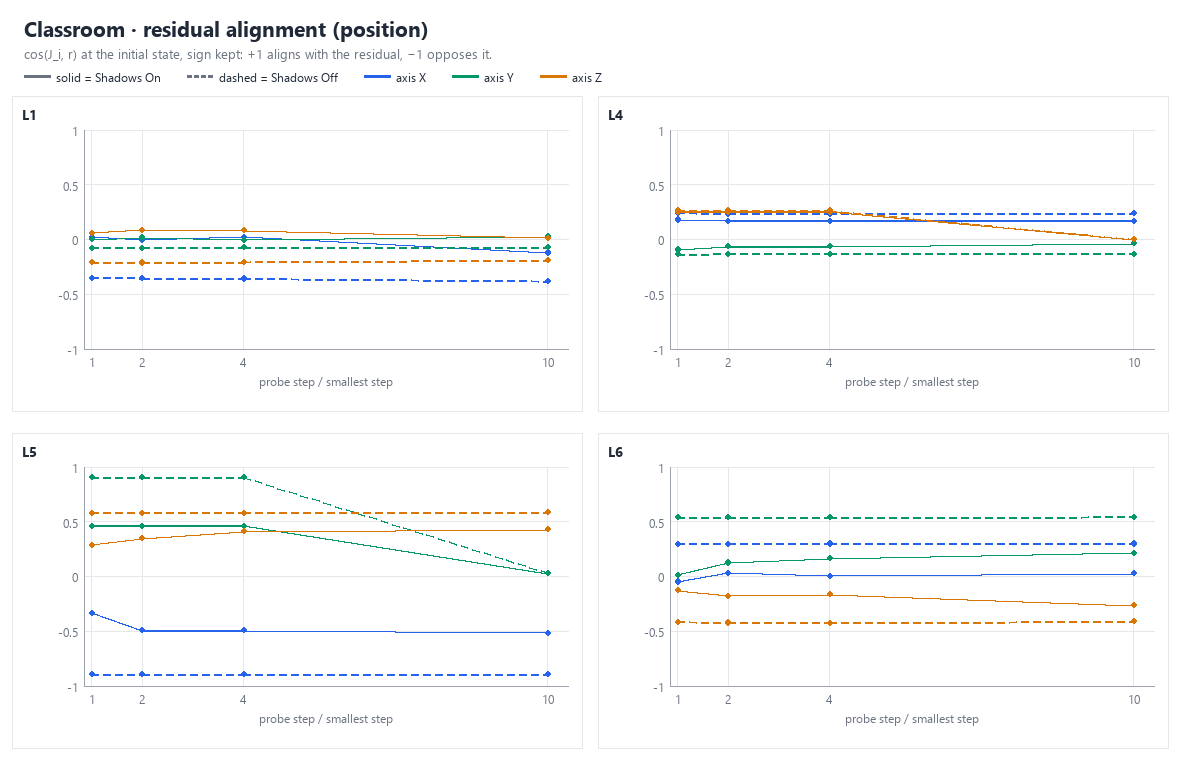 Classroom · residual alignment (position)
cos(J_i, r) at the initial state, sign kept: +1 aligns with the residual, −1 opposes it.
solid = Shadows On dashed = Shadows Off axis X axis Y axis Z
L1
1
0.5
0
-0.5
-1
1 2 4 10
probe step / smallest step
L4
1
0.5
0
-0.5
-1
1 2 4 10
probe step / smallest step
L5
1
0.5
0
-0.5
-1
1 2 4 10
probe step / smallest step
L6
1
0.5
0
-0.5
-1
1 2 4 10
probe step / smallest step